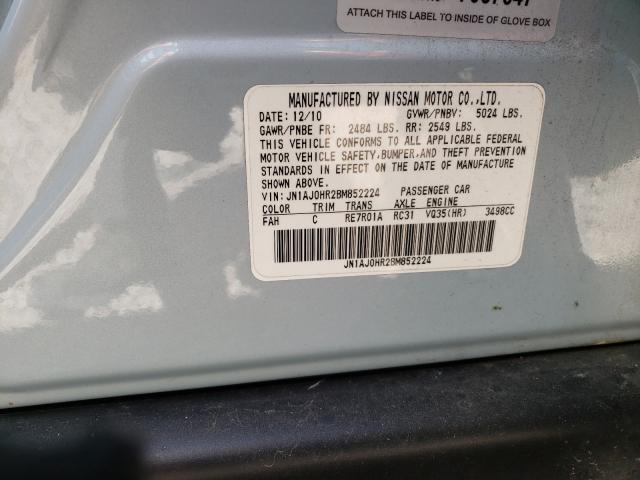 ATTACH THIS LABEL TO INSIDE OF GLOVE BOX
MANUFACTURED BY NISSAN MOTOR CO.,LTD.
DATE: 12/10 GVWR/PNBV: 5024 LBS.
GAWR/PNBE FR: 2484 LBS. RR: 2549 LBS.
THIS VEHICLE CONFORMS TO ALL APPLICABLE FEDERAL
MOTOR VEHICLE SAFETY,BUMPER,AND THEFT PREVENTION
STANDARDS IN EFFECT ON THE DATE OF MANUFACTURE
SHOWN ABOVE.
VIN: JN1AJ0HR2BM852224 PASSENGER CAR
COLOR TRIM TRANS AXLE ENGINE
FAH C RE7R01A RC31 VQ35(HR) 3498CC
JN1AJ0HR2BM852224